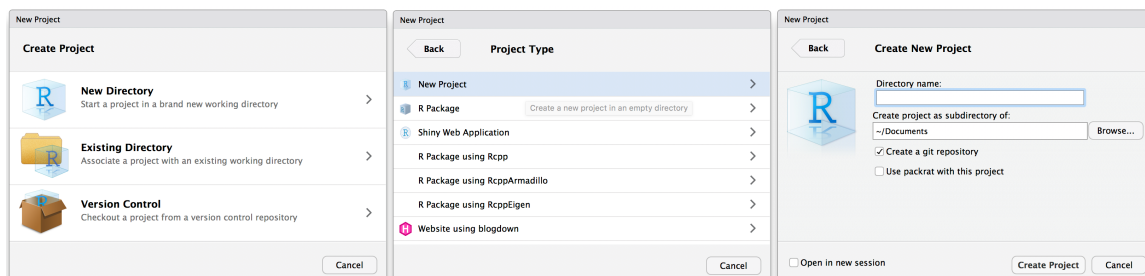 New Project
Create Project
New Directory
Start a project in a brand new working directory
Existing Directory
Associate a project with an existing working directory
Version Control
Checkout a project from a version control repository
Cancel
New Project
Back
Project Type
New Project
R Package
Create a new project in an empty directory
Shiny Web Application
R Package using Rcpp
R Package using RcppArmadillo
R Package using RcppEigen
Website using blogdown
Cancel
New Project
Back
Create New Project
Directory name:
Create project as subdirectory of:
~/Documents
Browse...
Create a git repository
Use packrat with this project
Open in new session
Create Project
Cancel